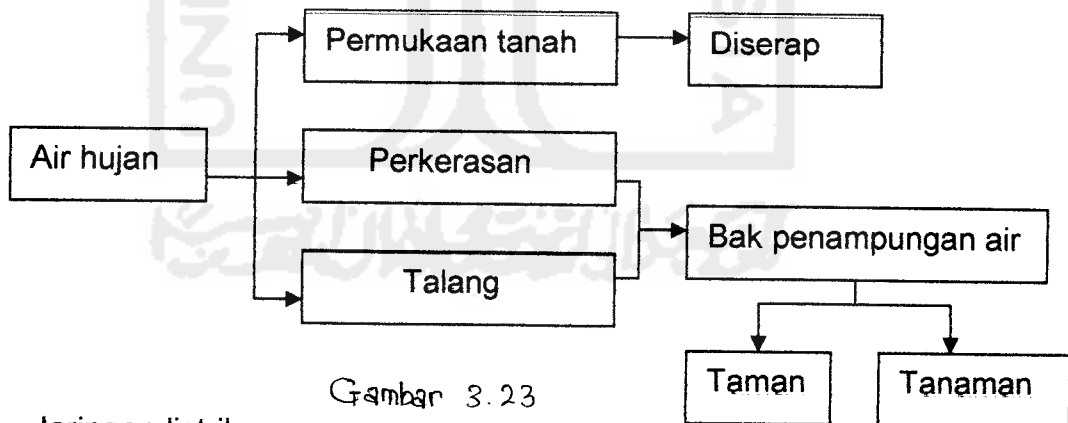 Permukaan tanah
Diserap
Air hujan
Perkerasan
Bak penampungan air
Talang
Taman
Tanaman
Gambar 3.23